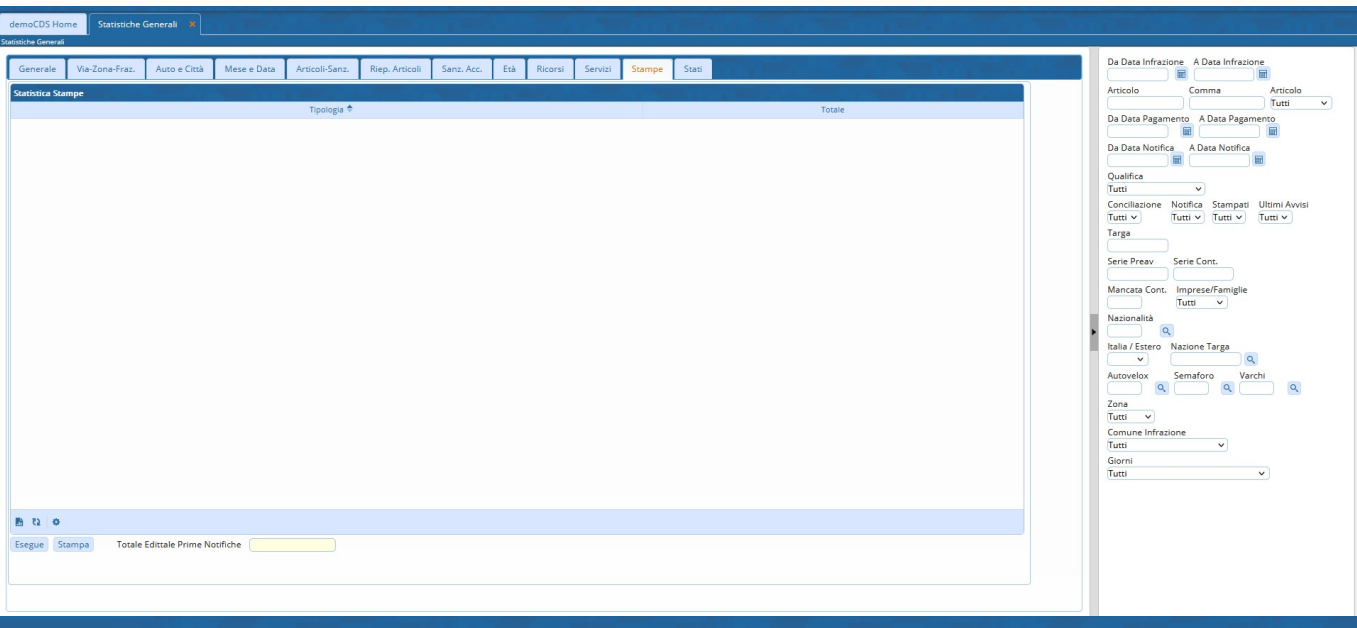 demoCDS Home Statistiche Generali ×
Statistiche Generali
Generale Via-Zona-Fraz. Auto e Città Mese e Data Articoli-Sanz. Riep. Articoli Sanz. Acc. Età Ricorsi Servizi Stampe Stati
Statistica Stampe
Tipologia Totale
Esegue Stampa Totale Edittale Prime Notifiche
Da Data Infrazione A Data Infrazione
Articolo Comma Articolo
Tutti
Da Data Pagamento A Data Pagamento
Da Data Notifica A Data Notifica
Qualifica
Tutti
Conciliazione Notifica Stampati Ultimi Avvisi
Tutti Tutti Tutti Tutti
Targa
Serie Preav Serie Cont.
Mancata Cont. Imprese/Famiglie
Tutti
Nazionalità
Italia / Estero Nazione Targa
Autovelox Semaforo Varchi
Zona
Tutti
Comune Infrazione
Tutti
Giorni
Tutti